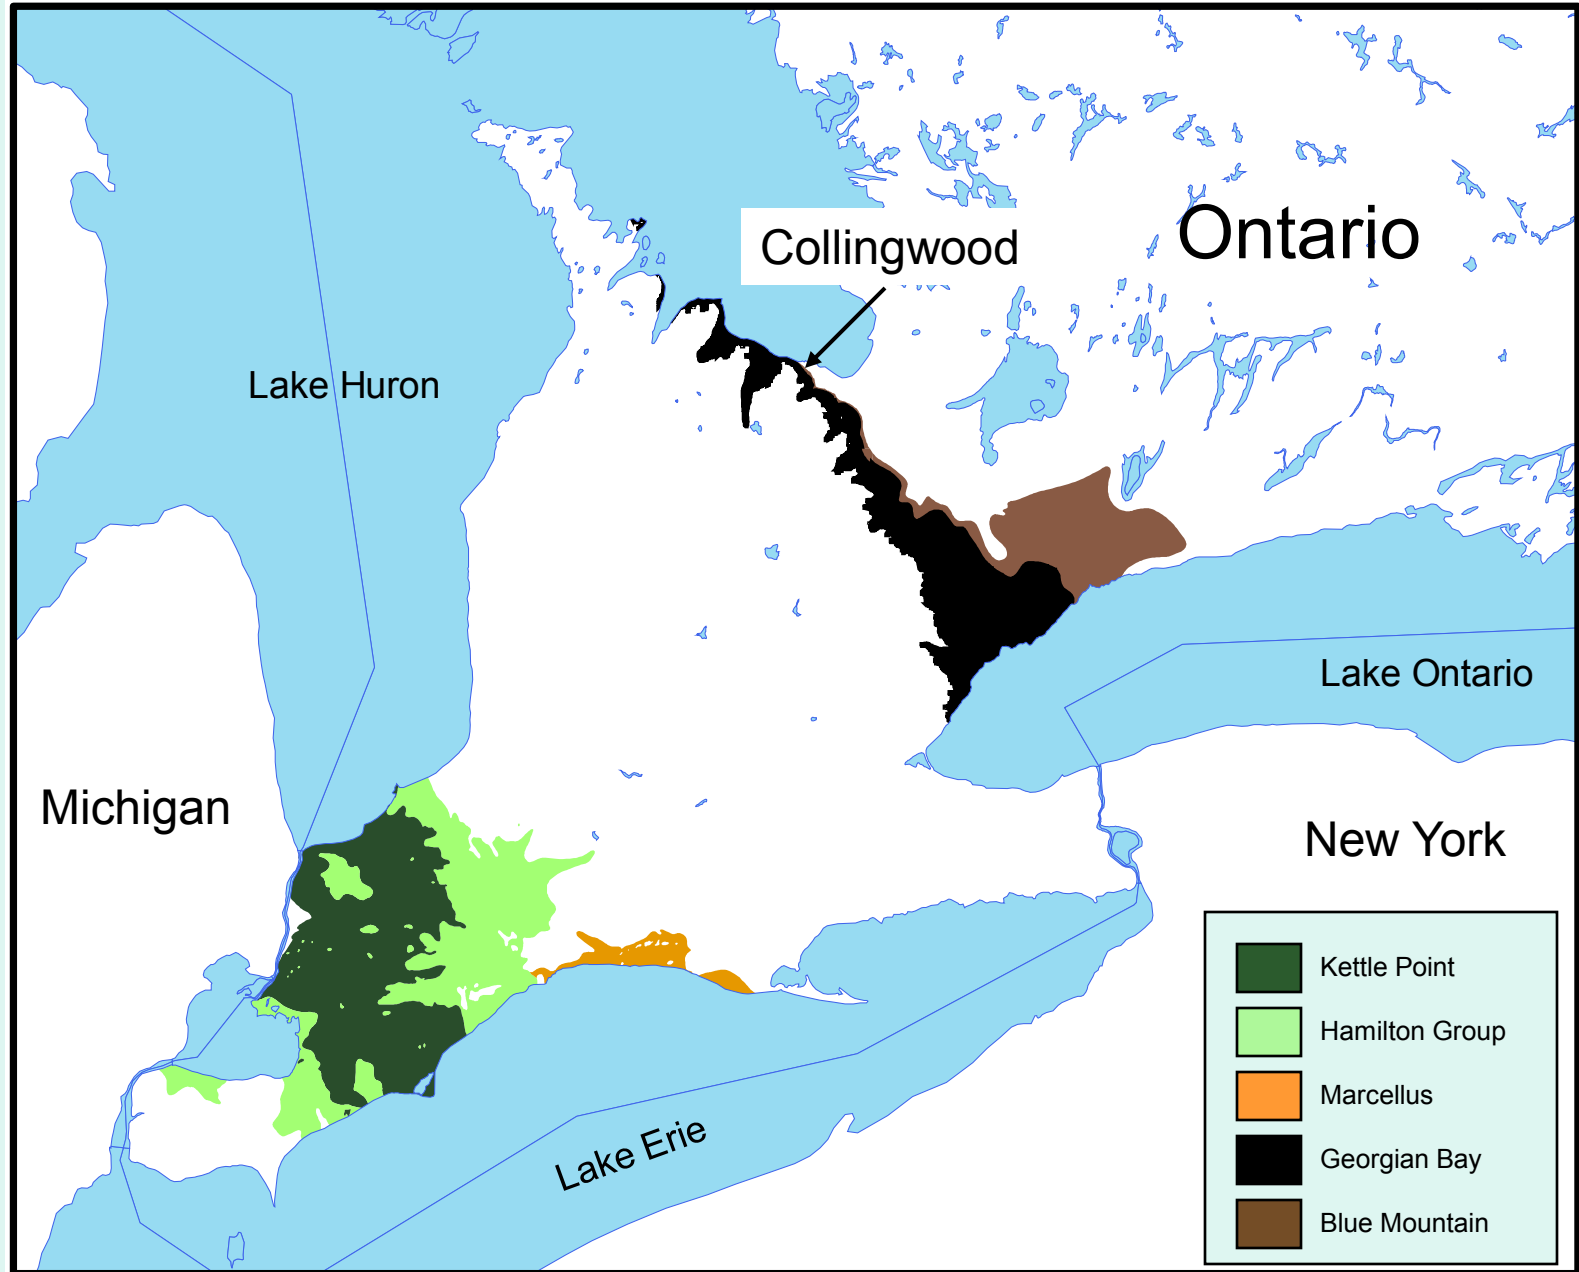 Ontario
Collingwood
Lake Huron
Lake Ontario
Michigan
New York
Lake Erie
Kettle Point
Hamilton Group
Marcellus
Georgian Bay
Blue Mountain